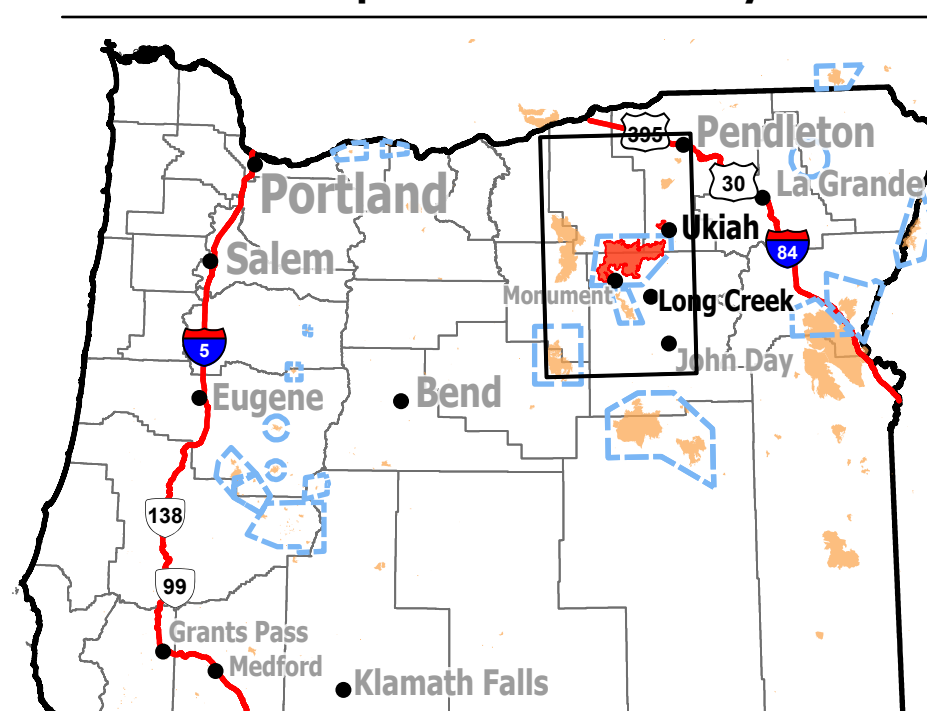 395
Pendleton
30
La Grande
Portland
Ukiah
Salem
84
Monument
Long Creek
5
John Day
Eugene
Bend
138
99
Grants Pass
Medford
Klamath Falls